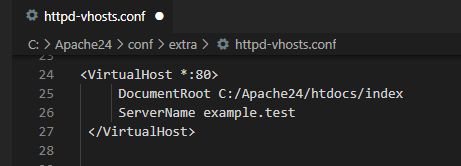 httpd-vhosts.conf
C: > Apache24 > conf > extra > httpd-vhosts.conf
23
24 <VirtualHost *:80>
25 DocumentRoot C:/Apache24/htdocs/index
26 ServerName example.test
27 </VirtualHost>
28